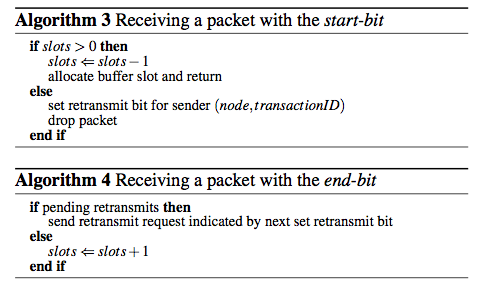 Algorithm 3 Receiving a packet with the start-bit
if slots > 0 then
slots ⇐ slots − 1
allocate buffer slot and return
else
set retransmit bit for sender (node,transactionID)
drop packet
end if
Algorithm 4 Receiving a packet with the end-bit
if pending retransmits then
send retransmit request indicated by next set retransmit bit
else
slots ⇐ slots + 1
end if